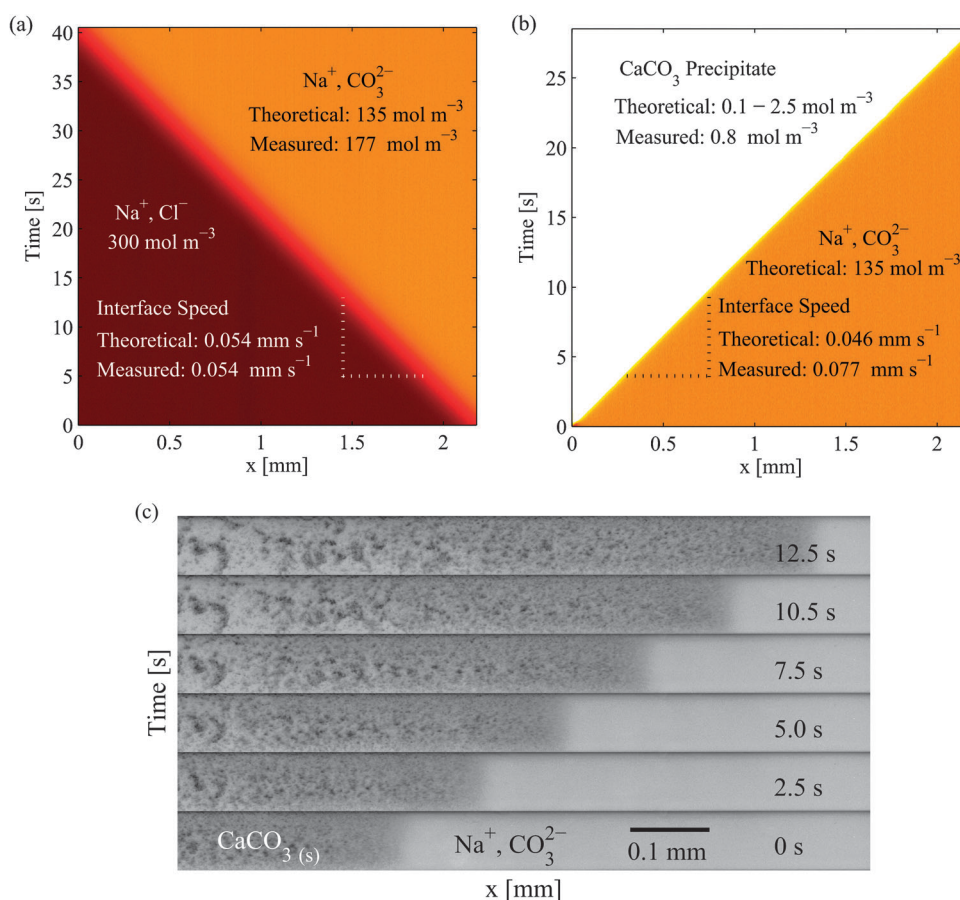 (a)
40
35
30
25
20
15
10
5
0
Time [s]
Na⁺, CO₃²⁻
Theoretical: 135 mol m⁻³
Measured: 177 mol m⁻³
Na⁺, Cl⁻
300 mol m⁻³
Interface Speed
Theoretical: 0.054 mm s⁻¹
Measured: 0.054 mm s⁻¹
0 0.5 1 1.5 2
x [mm]
(b)
25
20
15
10
5
0
Time [s]
CaCO₃ Precipitate
Theoretical: 0.1 − 2.5 mol m⁻³
Measured: 0.8 mol m⁻³
Na⁺, CO₃²⁻
Theoretical: 135 mol m⁻³
Interface Speed
Theoretical: 0.046 mm s⁻¹
Measured: 0.077 mm s⁻¹
0 0.5 1 1.5 2
x [mm]
(c)
Time [s]
12.5 s
10.5 s
7.5 s
5.0 s
2.5 s
CaCO₃ (s) Na⁺, CO₃²⁻ 0.1 mm 0 s
x [mm]